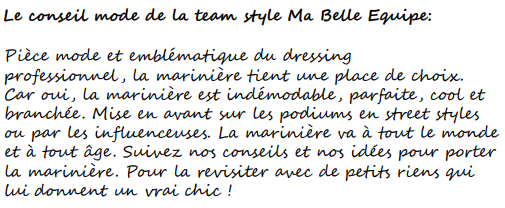 Le conseil mode de la team style Ma Belle Equipe:
Pièce mode et emblématique du dressing
professionnel, la marinière tient une place de choix.
Car oui, la marinière est indémodable, parfaite, cool et
branchée. Mise en avant sur les podiums en street styles
ou par les influenceuses. La marinière va à tout le monde
et à tout âge. Suivez nos conseils et nos idées pour porter
la marinière. Pour la revisiter avec de petits riens qui
lui donnent un vrai chic !